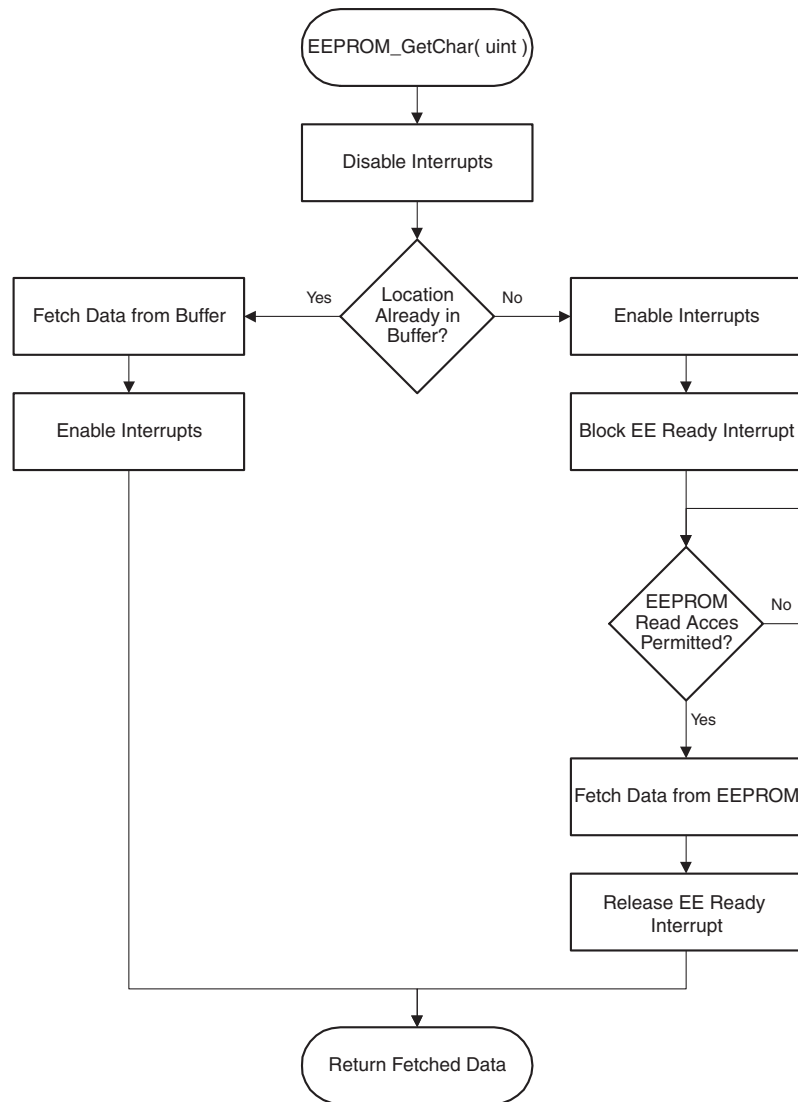 EEPROM_GetChar( uint )
Disable Interrupts
Location
Already in
Buffer?
Yes
No
Fetch Data from Buffer
Enable Interrupts
Enable Interrupts
Block EE Ready Interrupt
EEPROM
Read Acces
Permitted?
No
Yes
Fetch Data from EEPROM
Release EE Ready
Interrupt
Return Fetched Data